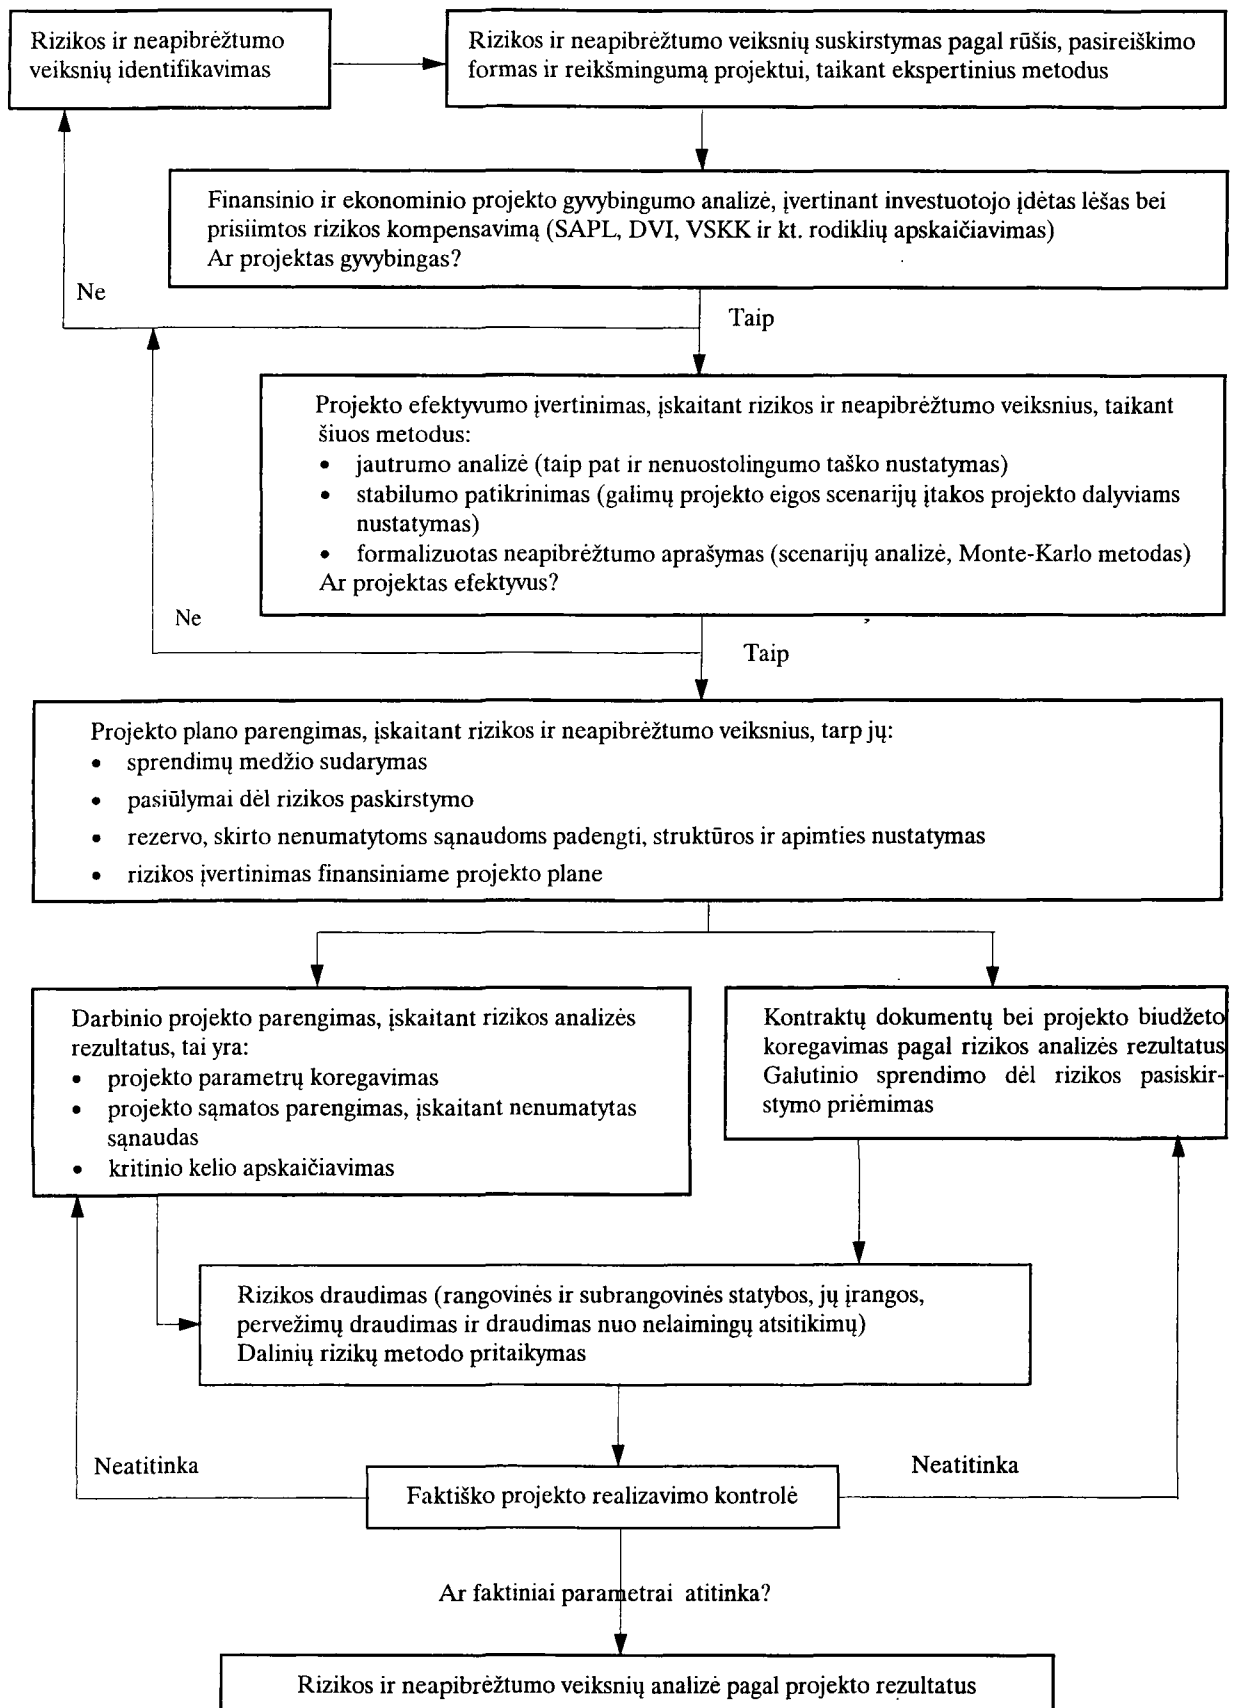 Rizikos ir neapibrėžtumo
veiksnių identifikavimas
Rizikos ir neapibrėžtumo veiksnių suskirstymas pagal rūšis, pasireiškimo
formas ir reikšmingumą projektui, taikant ekspertinius metodus
Finansinio ir ekonominio projekto gyvybingumo analizė, įvertinant investuotojo įdėtas lėšas bei
prisiimtos rizikos kompensavimą (SAPL, DVI, VSKK ir kt. rodiklių apskaičiavimas)
Ar projektas gyvybingas?
Ne
Taip
Projekto efektyvumo įvertinimas, įskaitant rizikos ir neapibrėžtumo veiksnius, taikant
šiuos metodus:
• jautrumo analizė (taip pat ir nenuostolingumo taško nustatymas)
• stabilumo patikrinimas (galimų projekto eigos scenarijų įtakos projekto dalyviams
nustatymas)
• formalizuotas neapibrėžtumo aprašymas (scenarijų analizė, Monte-Karlo metodas)
Ar projektas efektyvus?
Ne
Taip
Projekto plano parengimas, įskaitant rizikos ir neapibrėžtumo veiksnius, tarp jų:
• sprendimų medžio sudarymas
• pasiūlymai dėl rizikos paskirstymo
• rezervo, skirto nenumatytoms sąnaudoms padengti, struktūros ir apimties nustatymas
• rizikos įvertinimas finansiniame projekto plane
Darbinio projekto parengimas, įskaitant rizikos analizės
rezultatus, tai yra:
• projekto parametrų koregavimas
• projekto sąmatos parengimas, įskaitant nenumatytas
sąnaudas
• kritinio kelio apskaičiavimas
Kontraktų dokumentų bei projekto biudžeto
koregavimas pagal rizikos analizės rezultatus
Galutinio sprendimo dėl rizikos pasiskir-
stymo priėmimas
Rizikos draudimas (rangovinės ir subrangovinės statybos, jų įrangos,
pervežimų draudimas ir draudimas nuo nelaimingų atsitikimų)
Dalinių rizikų metodo pritaikymas
Neatitinka
Neatitinka
Faktiško projekto realizavimo kontrolė
Ar faktiniai parametrai atitinka?
Rizikos ir neapibrėžtumo veiksnių analizė pagal projekto rezultatus